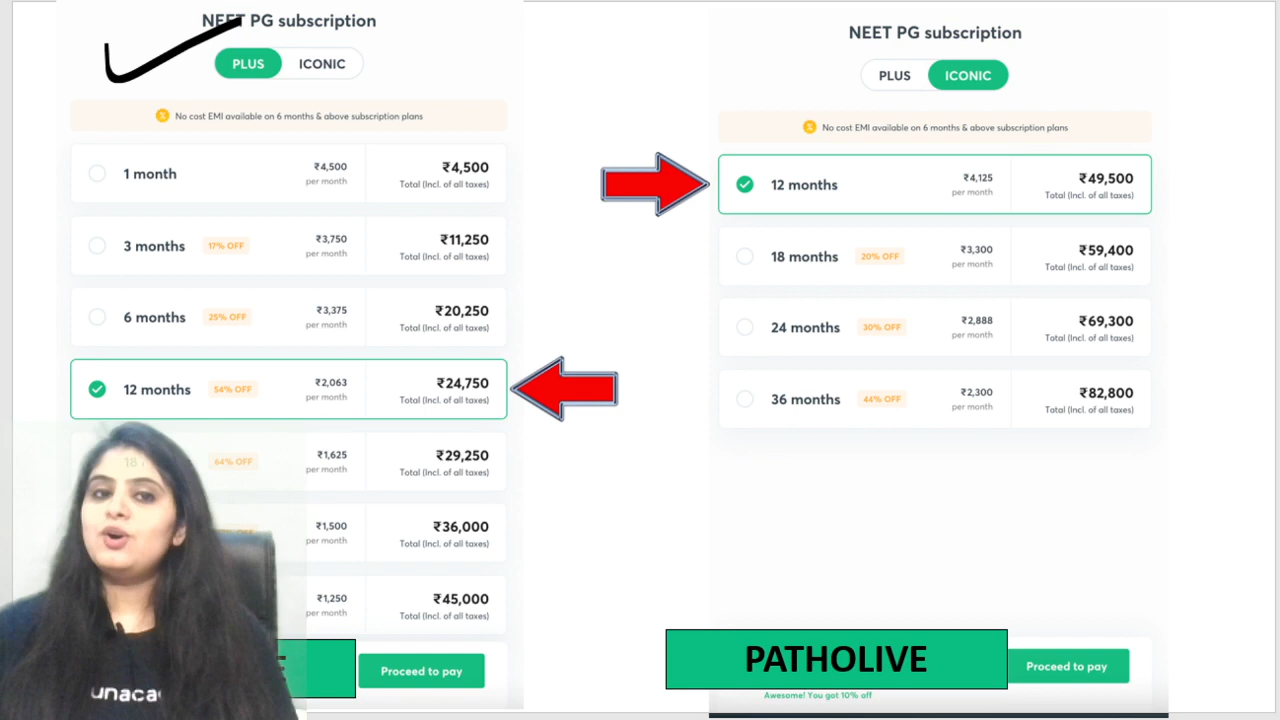 NEET PG subscription
PLUS ICONIC
No cost EMI available on 6 months & above subscription plans
1 month ₹4,500 per month ₹4,500 Total (Incl. of all taxes)
3 months 17% OFF ₹3,750 per month ₹11,250 Total (Incl. of all taxes)
6 months 25% OFF ₹3,375 per month ₹20,250 Total (Incl. of all taxes)
12 months 54% OFF ₹2,063 per month ₹24,750 Total (Incl. of all taxes)
18 64% OFF ₹1,625 per month ₹29,250 Total (Incl. of all taxes)
₹1,500 per month ₹36,000 Total (Incl. of all taxes)
₹1,250 per month ₹45,000 Total (Incl. of all taxes)
Proceed to pay
unaca
NEET PG subscription
PLUS ICONIC
No cost EMI available on 6 months & above subscription plans
12 months ₹4,125 per month ₹49,500 Total (Incl. of all taxes)
18 months 20% OFF ₹3,300 per month ₹59,400 Total (Incl. of all taxes)
24 months 30% OFF ₹2,888 per month ₹69,300 Total (Incl. of all taxes)
36 months 44% OFF ₹2,300 per month ₹82,800 Total (Incl. of all taxes)
PATHOLIVE
Proceed to pay
Awesome! You got 10% off